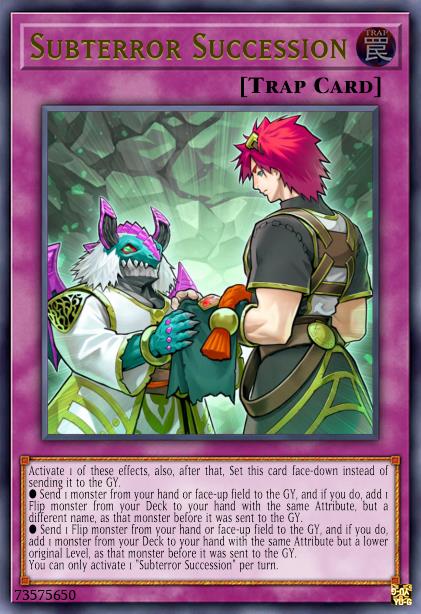 Subterror Succession
TRAP
罠
[Trap Card]
Activate 1 of these effects, also, after that, Set this card face-down instead of
sending it to the GY.
● Send 1 monster from your hand or face-up field to the GY, and if you do, add 1
Flip monster from your Deck to your hand with the same Attribute, but a
different name, as that monster before it was sent to the GY.
● Send 1 Flip monster from your hand or face-up field to the GY, and if you do,
add 1 monster from your Deck to your hand with the same Attribute but a lower
original Level, as that monster before it was sent to the GY.
You can only activate 1 "Subterror Succession" per turn.
73575650